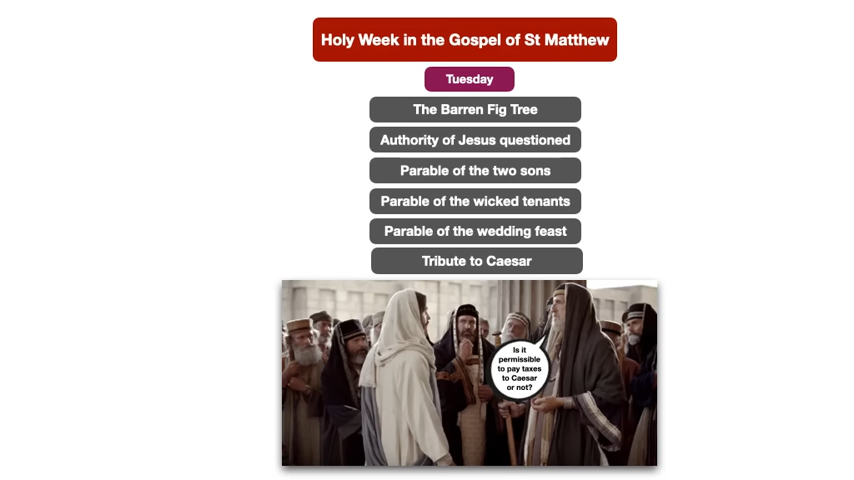 Holy Week in the Gospel of St Matthew
Tuesday
The Barren Fig Tree
Authority of Jesus questioned
Parable of the two sons
Parable of the wicked tenants
Parable of the wedding feast
Tribute to Caesar
Is it
permissible
to pay taxes
to Caesar
or not?